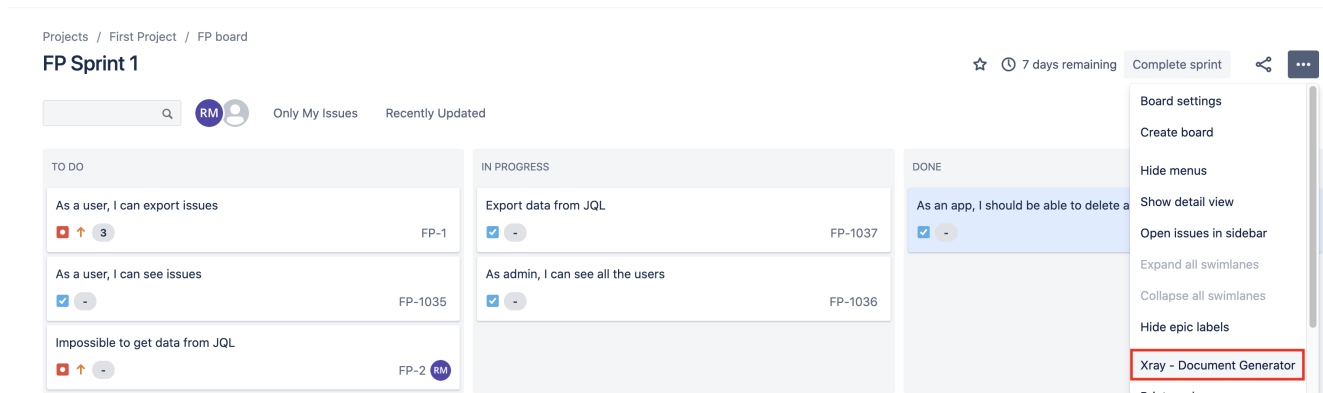 Projects / First Project / FP board
FP Sprint 1
7 days remaining
Complete sprint
RM
Only My Issues
Recently Updated
Board settings
Create board
Hide menus
Show detail view
Open issues in sidebar
Expand all swimlanes
Collapse all swimlanes
Hide epic labels
Xray - Document Generator
TO DO
As a user, I can export issues
3
FP-1
As a user, I can see issues
-
FP-1035
Impossible to get data from JQL
-
FP-2
RM
IN PROGRESS
Export data from JQL
-
FP-1037
As admin, I can see all the users
-
FP-1036
DONE
As an app, I should be able to delete a
-